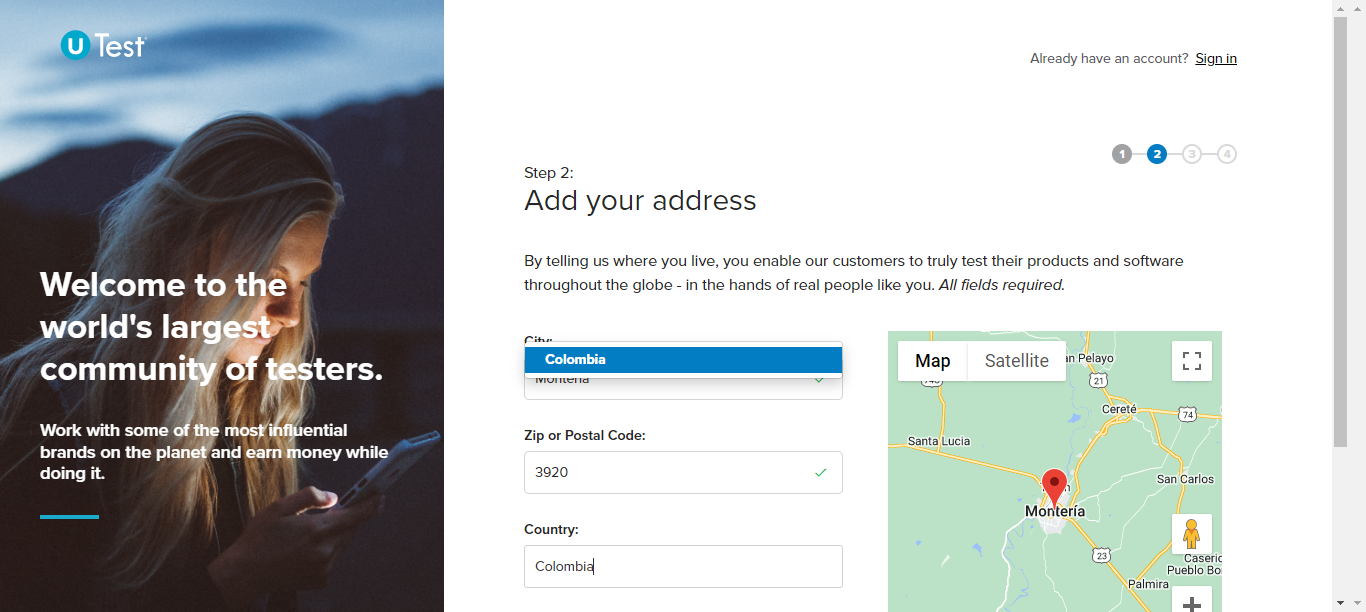 U Test
Already have an account? Sign in
1 2 3 4
Step 2:
Add your address
By telling us where you live, you enable our customers to truly test their products and software
throughout the globe - in the hands of real people like you. All fields required.
Welcome to the
world's largest
community of testers.
Work with some of the most influential
brands on the planet and earn money while
doing it.
City:
Colombia
Montería
Zip or Postal Code:
3920
Country:
Colombia
Map
Satellite
an Pelayo
21
Cereté
74
Santa Lucia
San Carlos
Montería
23
Caseric
Pueblo Bo
Palmira